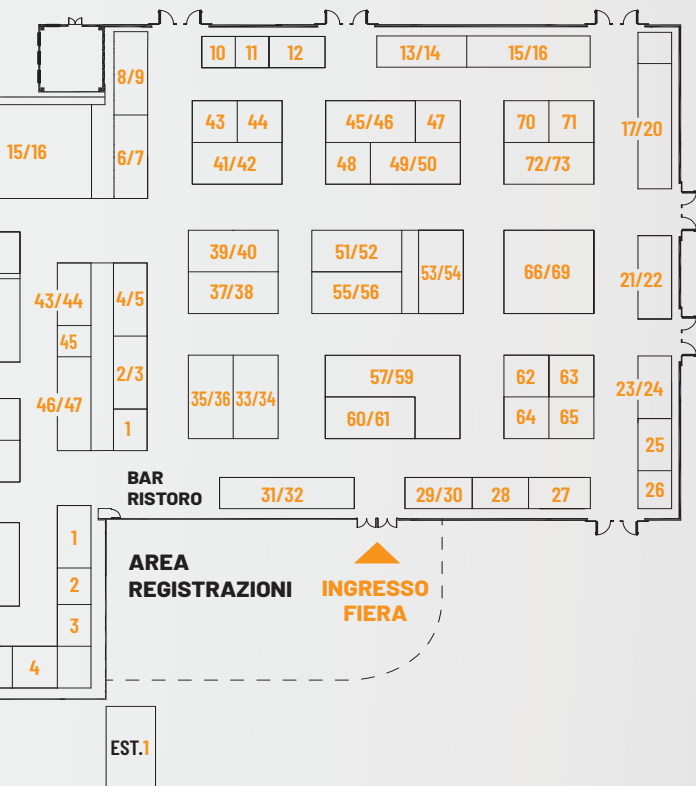 10 11 12 13/14 15/16
8/9
43 44 45/46 47 70 71 17/20
15/16 6/7 41/42 48 49/50 72/73
39/40 51/52
53/54 66/69 21/22
43/44 4/5 37/38 55/56
45
2/3 57/59 62 63 23/24
46/47 35/36 33/34
1 60/61 64 65
25
BAR
RISTORO 31/32 29/30 28 27 26
1
AREA
REGISTRAZIONI
INGRESSO
FIERA
2
3
4
EST.1